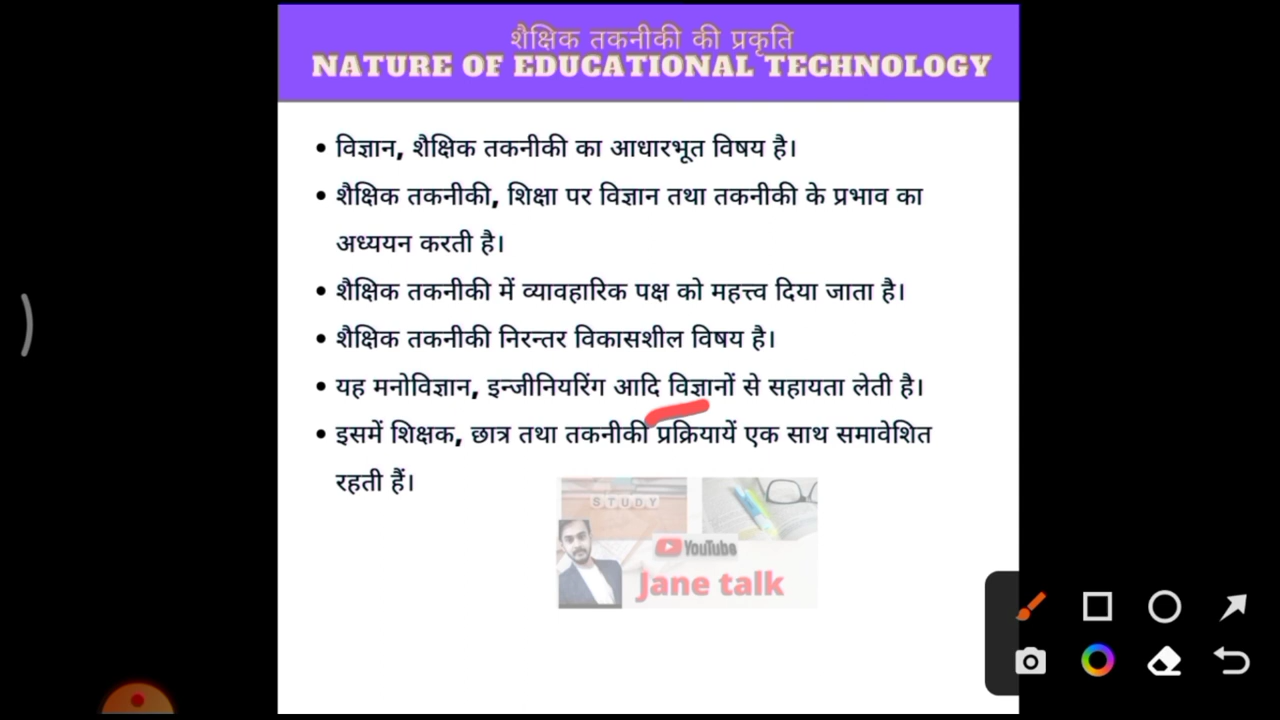 शैक्षिक तकनीकी की प्रकृति
NATURE OF EDUCATIONAL TECHNOLOGY
• विज्ञान, शैक्षिक तकनीकी का आधारभूत विषय है।
• शैक्षिक तकनीकी, शिक्षा पर विज्ञान तथा तकनीकी के प्रभाव का
अध्ययन करती है।
• शैक्षिक तकनीकी में व्यावहारिक पक्ष को महत्त्व दिया जाता है।
• शैक्षिक तकनीकी निरन्तर विकासशील विषय है।
• यह मनोविज्ञान, इन्जीनियरिंग आदि विज्ञानों से सहायता लेती है।
• इसमें शिक्षक, छात्र तथा तकनीकी प्रक्रियायें एक साथ समावेशित
रहती हैं।
STUDY
YouTube
Jane talk